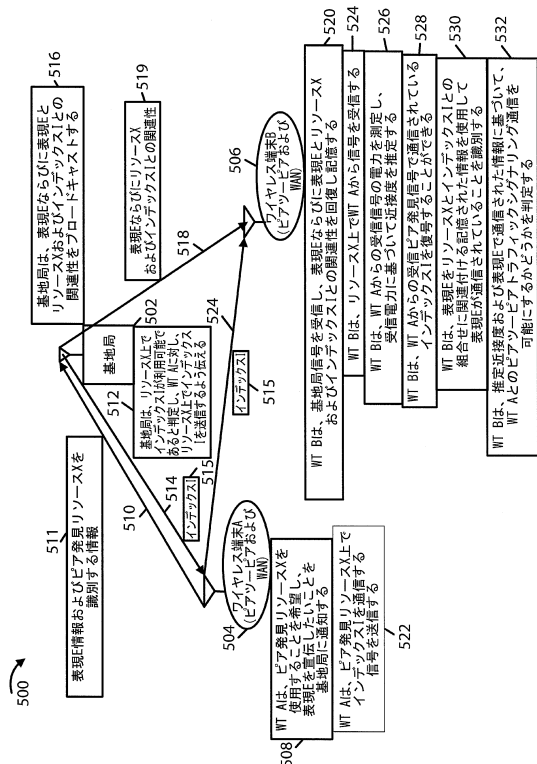 500
511
表現E情報およびピア発見リソースXを
識別する情報
510
514
515
インデックスI
502
基地局
512
基地局は、リソースX上で
インデックスIが利用可能で
あると判定し、WT Aに対し、
リソースX上でインデックス
Iを送信するよう伝える
516
基地局は、表現Eならびに表現Eと
リソースXおよびインデックスIとの
関連性をブロードキャストする
519
表現EならびにリソースX
およびインデックスIとの関連性
518
524
インデックスI
515
504
ワイヤレス端末A
(ピアツーピアおよび
WAN)
506
ワイヤレス端末B
(ピアツーピアおよび
WAN)
508
WT Aは、ピア発見リソースXを
使用することを希望し、
表現Eを宣伝したいことを
基地局に通知する
WT Aは、ピア発見リソースX上で
インデックスIを通信する
信号を送信する
522
520
WT Bは、基地局信号を受信し、表現Eならびに表現EとリソースX
およびインデックスIとの関連性を回復し記憶する
524
WT Bは、リソースX上でWT Aから信号を受信する
526
WT Bは、WT Aからの受信信号の電力を測定し、
受信電力に基づいて近接度を推定する
528
WT Bは、WT Aからの受信ピア発見信号で通信されている
インデックスIを復号することができる
530
WT Bは、表現EをリソースXとインデックスIとの
組合せに関連付ける記憶された情報を使用して
表現Eが通信されていることを識別する
532
WT Bは、推定近接度および表現Eで通信された情報に基づいて、
WT Aとのピアツーピアトラフィックシグナリング通信を
可能にするかどうかを判定する